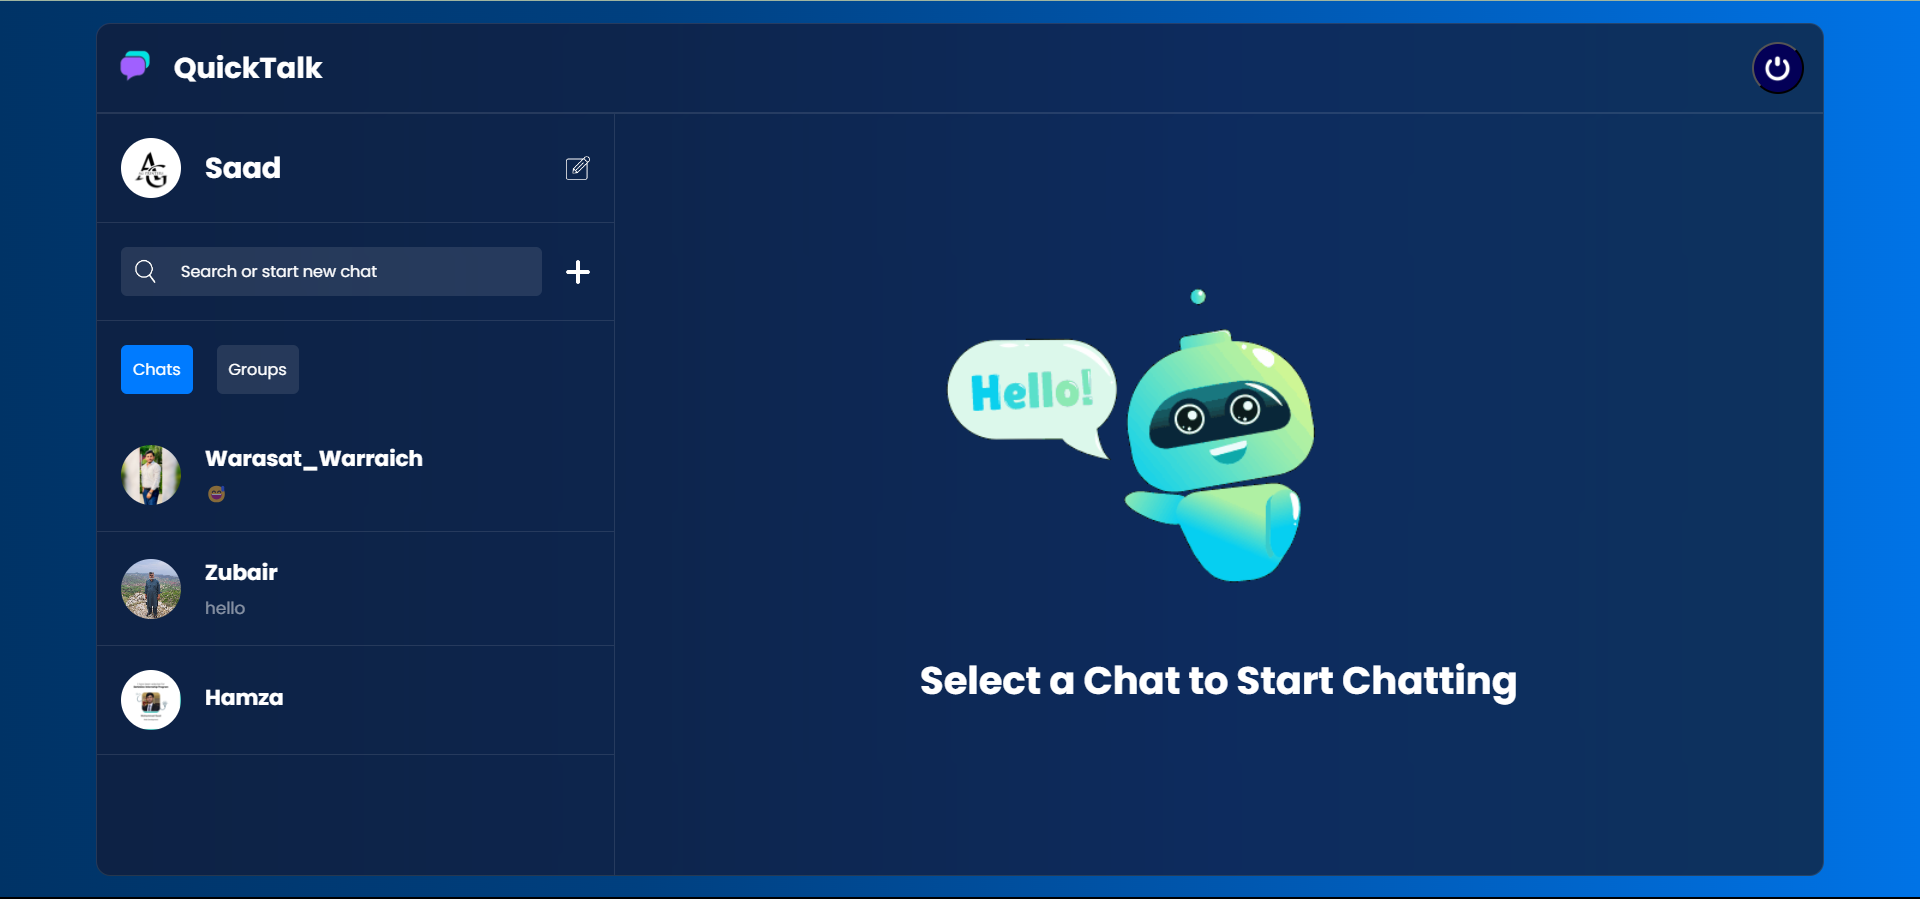 QuickTalk
Saad
Search or start new chat
Chats
Groups
Warasat_Warraich
😅
Zubair
hello
Hamza
Hello!
Select a Chat to Start Chatting